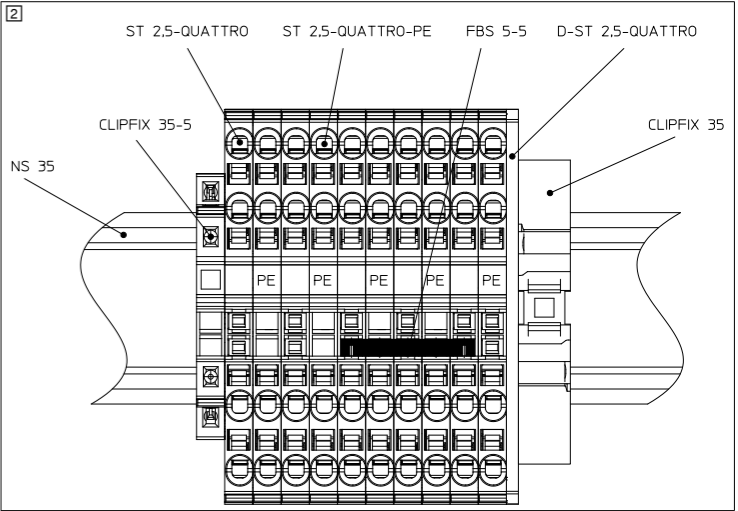 2
ST 2,5-QUATTRO ST 2,5-QUATTRO-PE FBS 5-5 D-ST 2,5-QUATTRO
CLIPFIX 35-5 CLIPFIX 35
NS 35
PE PE PE PE PE